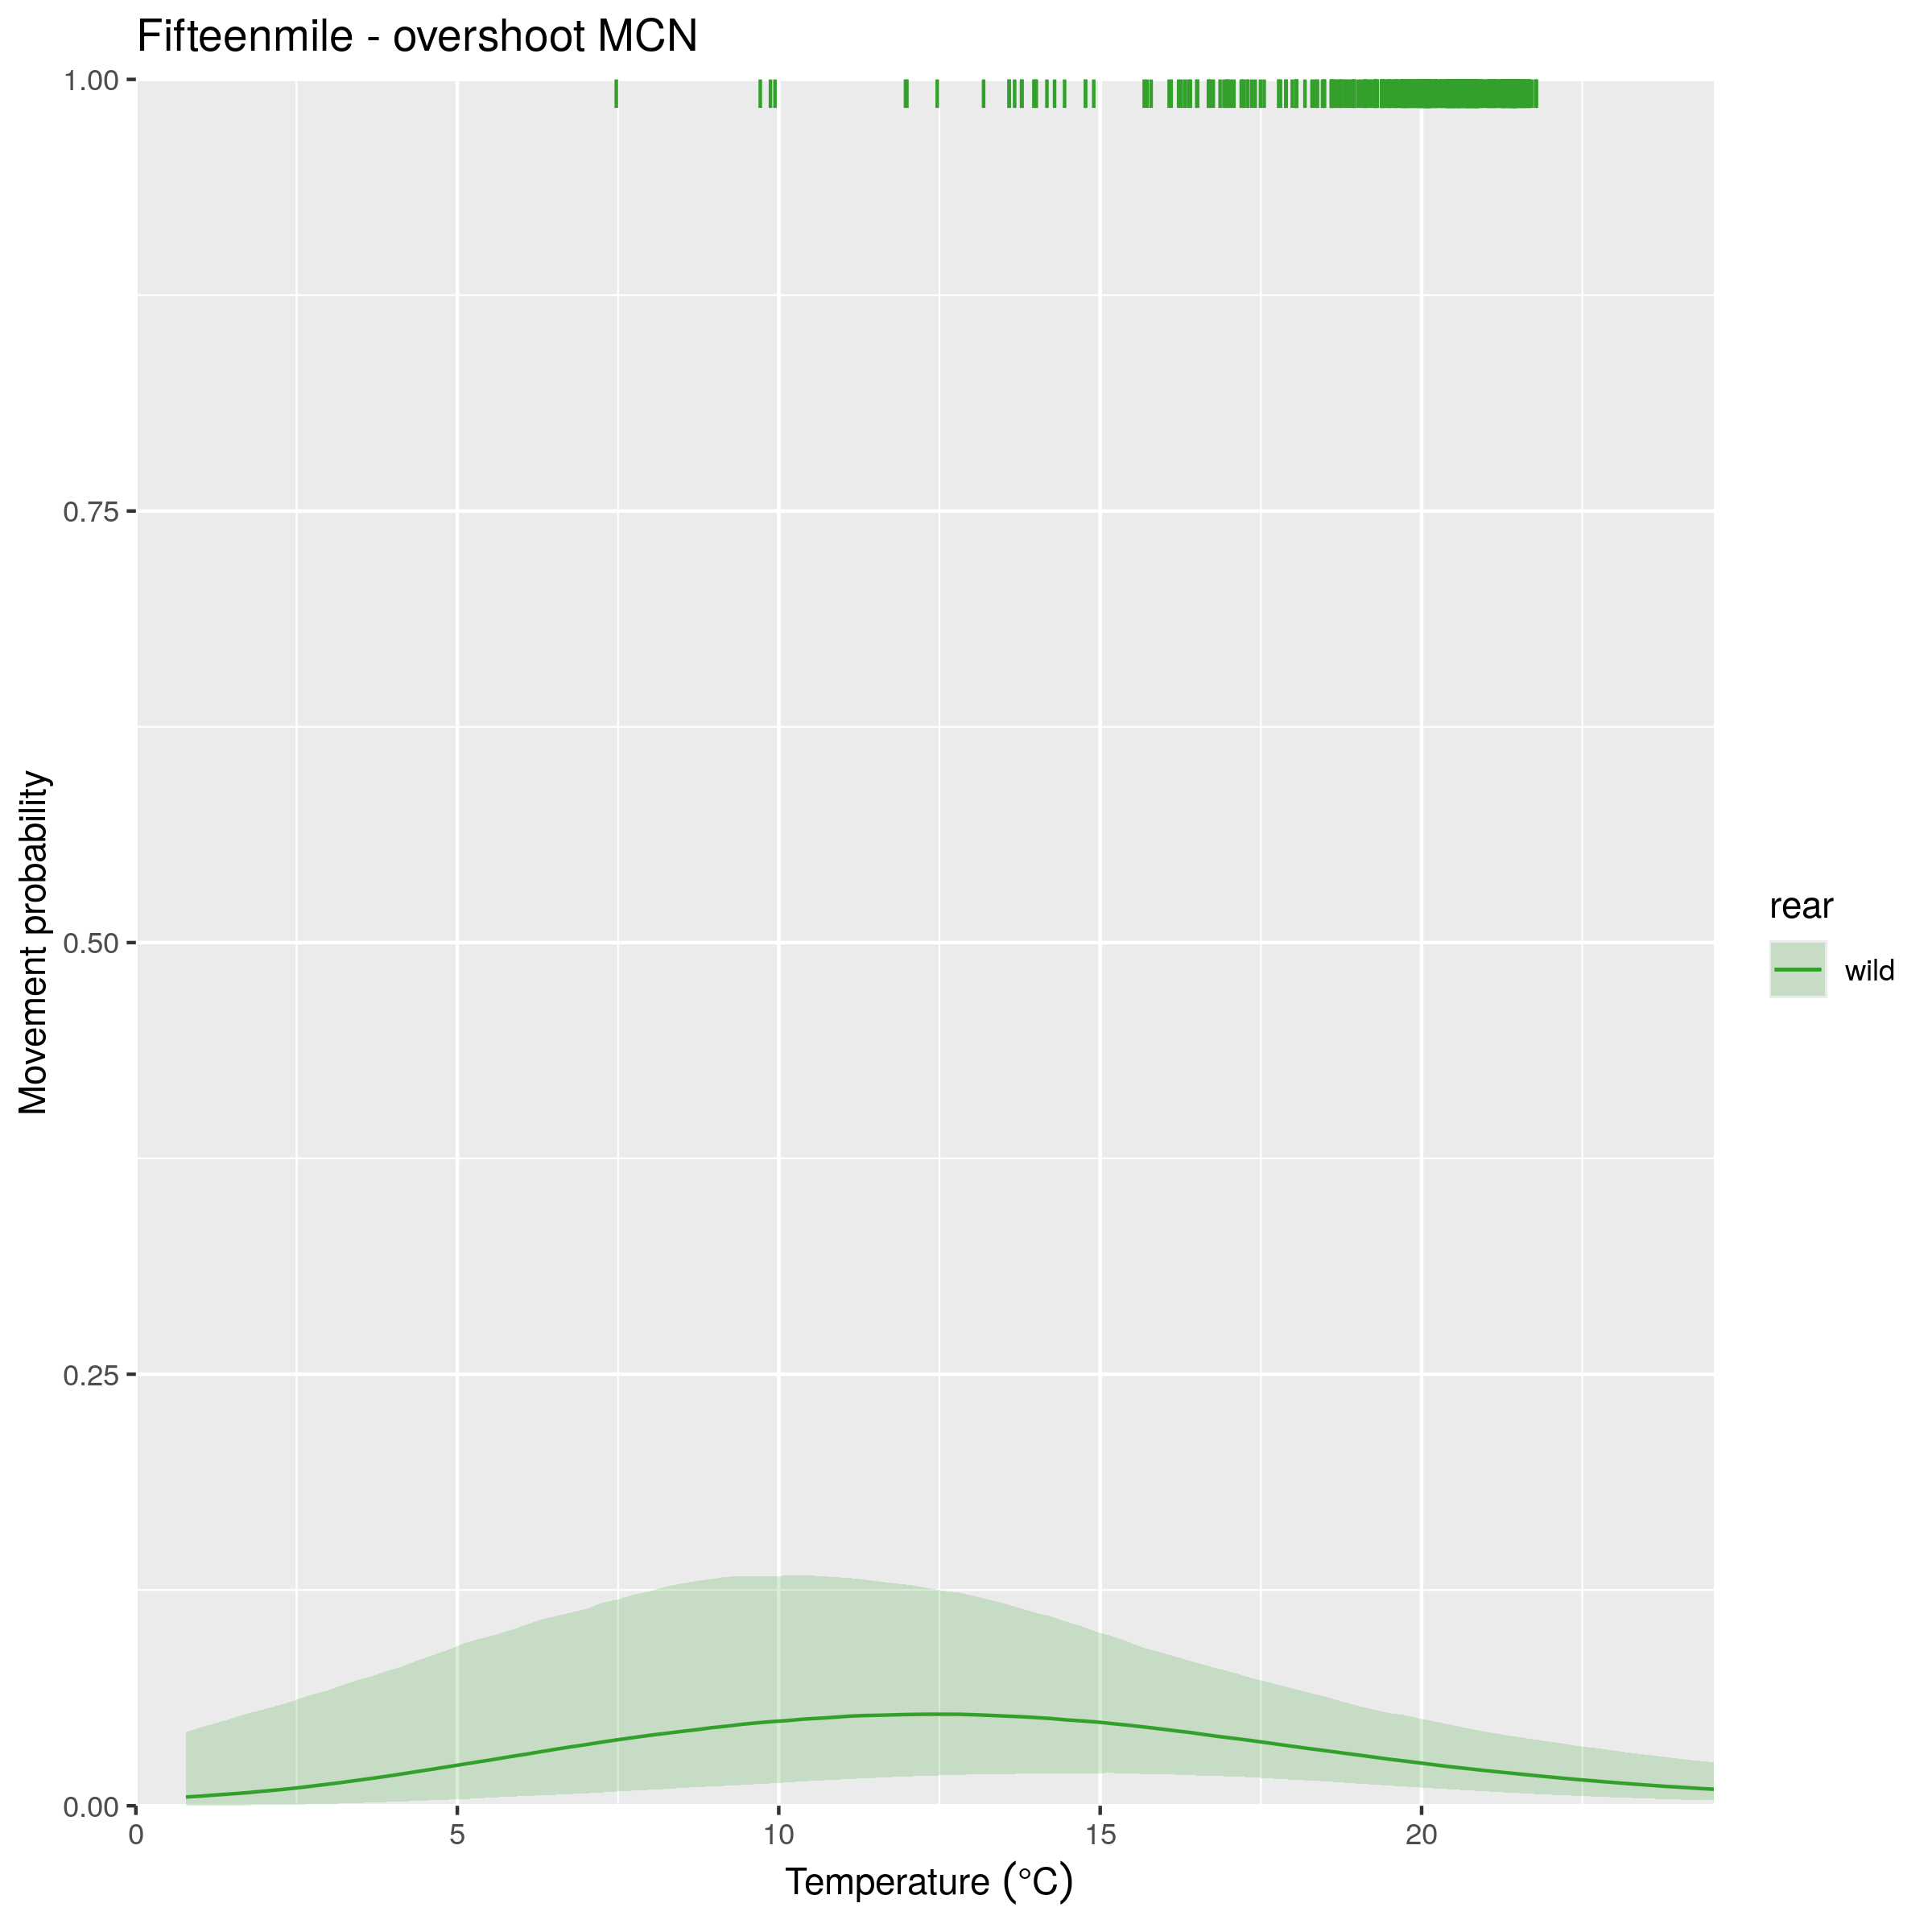 Fifteenmile - overshoot MCN
1.00
0.75
0.50
0.25
0.00
Movement probability
0
5
10
15
20
Temperature (°C)
rear
wild